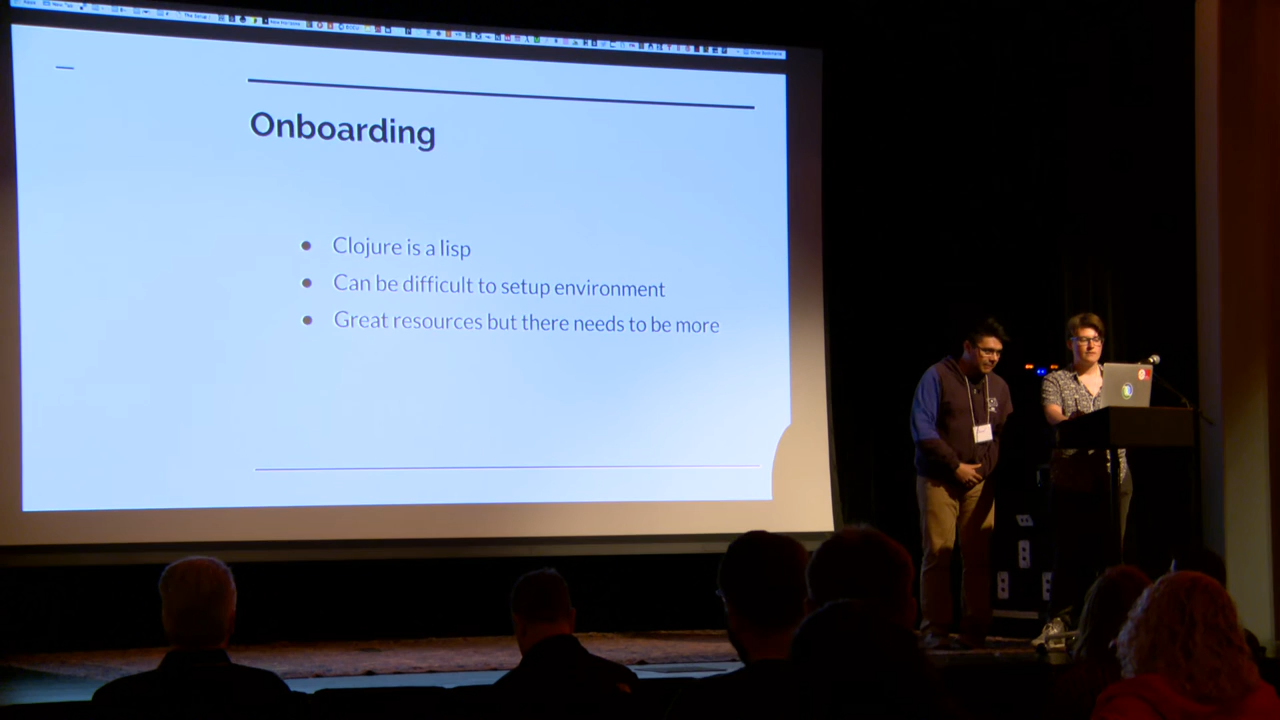 Onboarding
Clojure is a lisp
Can be difficult to setup environment
Great resources but there needs to be more